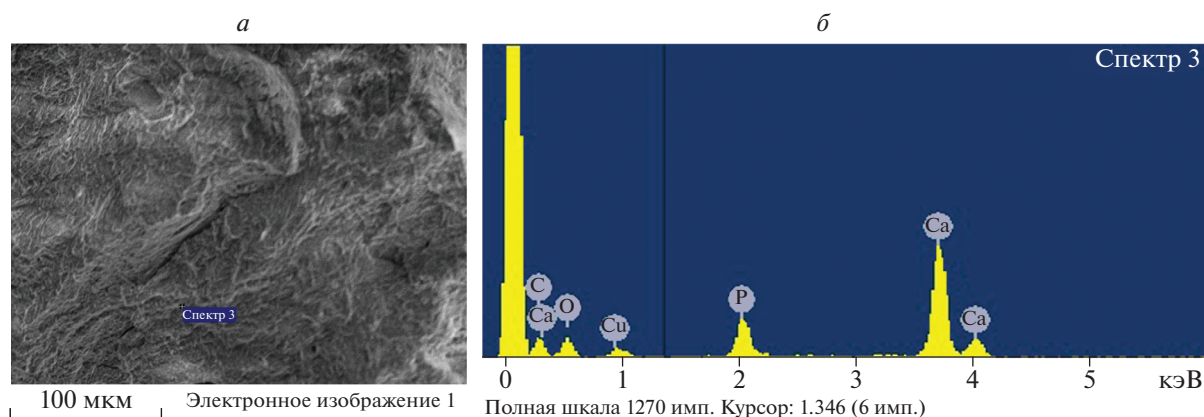 а
б
Спектр 3
Спектр 3
C
Ca
O
Cu
P
Ca
Ca
0 1 2 3 4 5 кэВ
100 мкм
Электронное изображение 1
Полная шкала 1270 имп. Курсор: 1.346 (6 имп.)